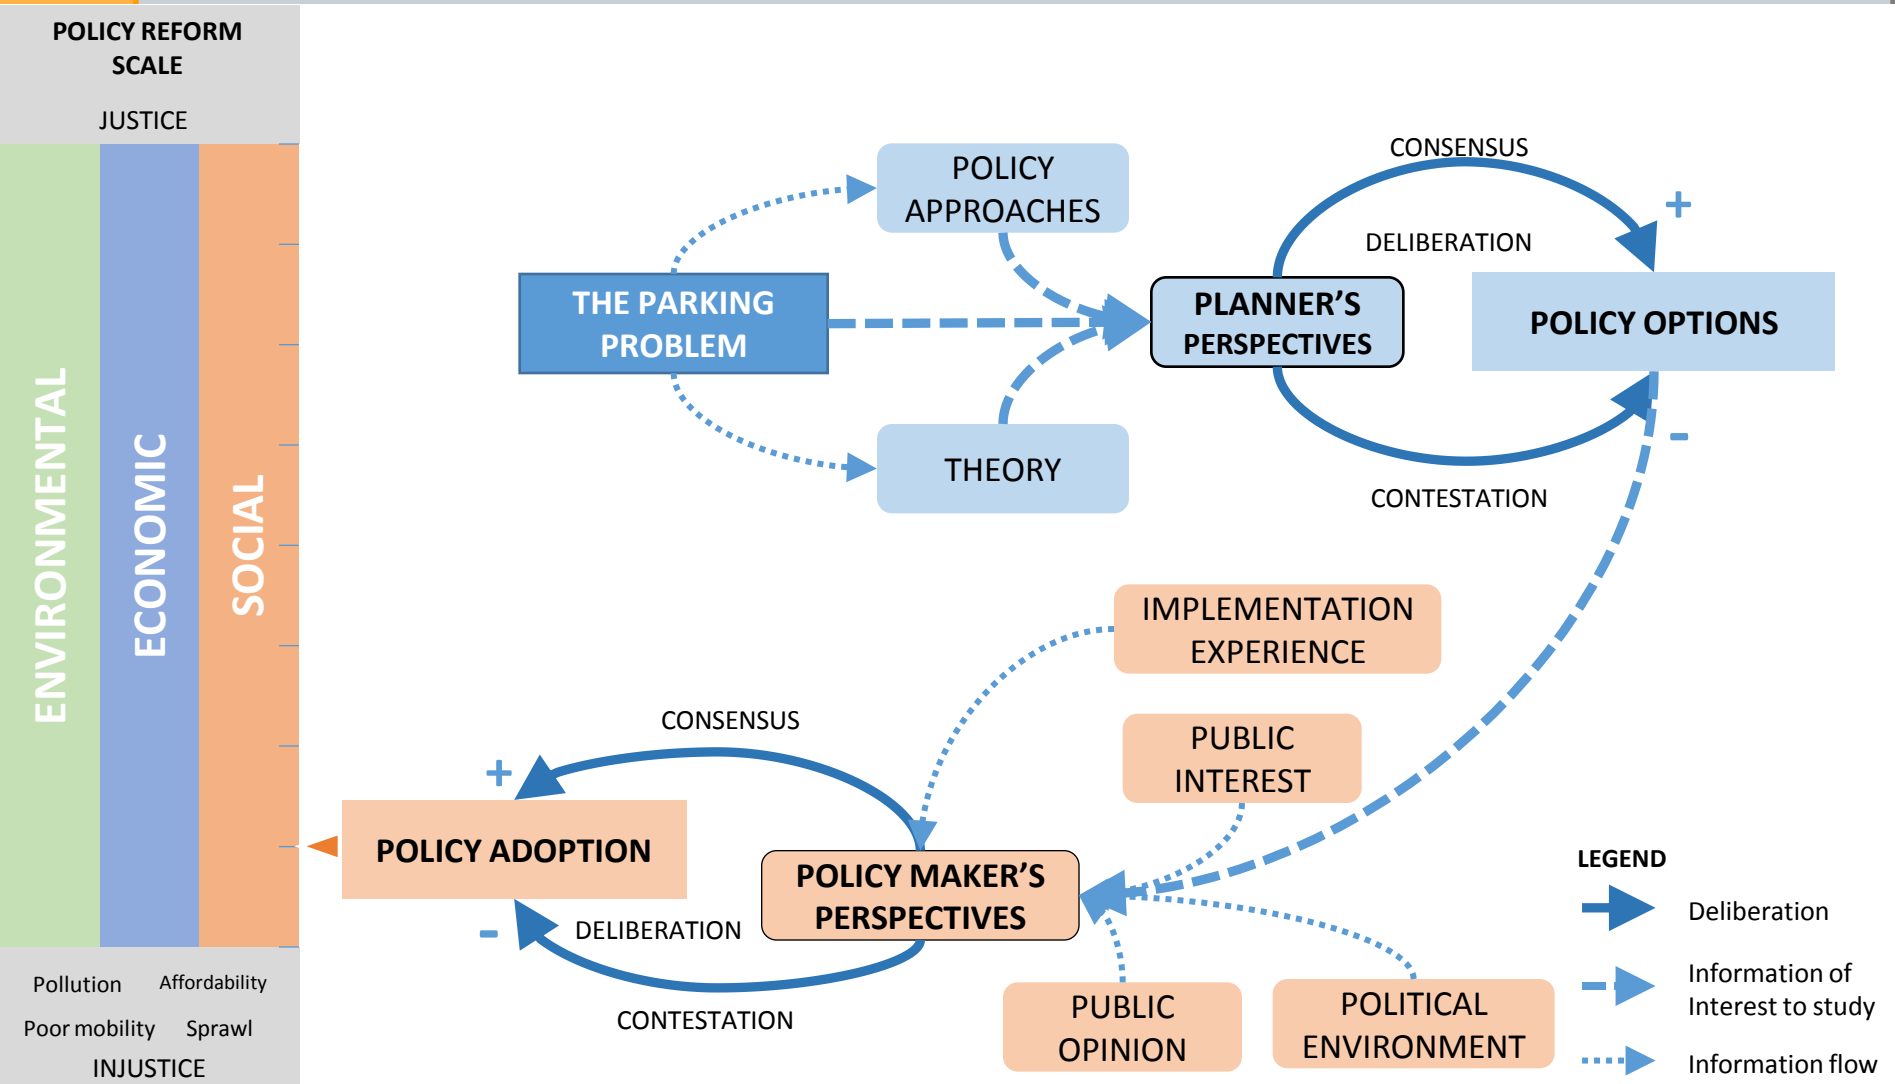 POLICY REFORM
SCALE
JUSTICE
ENVIRONMENTAL
ECONOMIC
SOCIAL
Pollution Affordability
Poor mobility Sprawl
INJUSTICE
POLICY
APPROACHES
THE PARKING
PROBLEM
THEORY
PLANNER’S
PERSPECTIVES
CONSENSUS
+
DELIBERATION
POLICY OPTIONS
-
CONTESTATION
IMPLEMENTATION
EXPERIENCE
PUBLIC
INTEREST
CONSENSUS
+
POLICY ADOPTION
POLICY MAKER’S
PERSPECTIVES
-
DELIBERATION
CONTESTATION
PUBLIC
OPINION
POLITICAL
ENVIRONMENT
LEGEND
Deliberation
Information of
Interest to study
Information flow